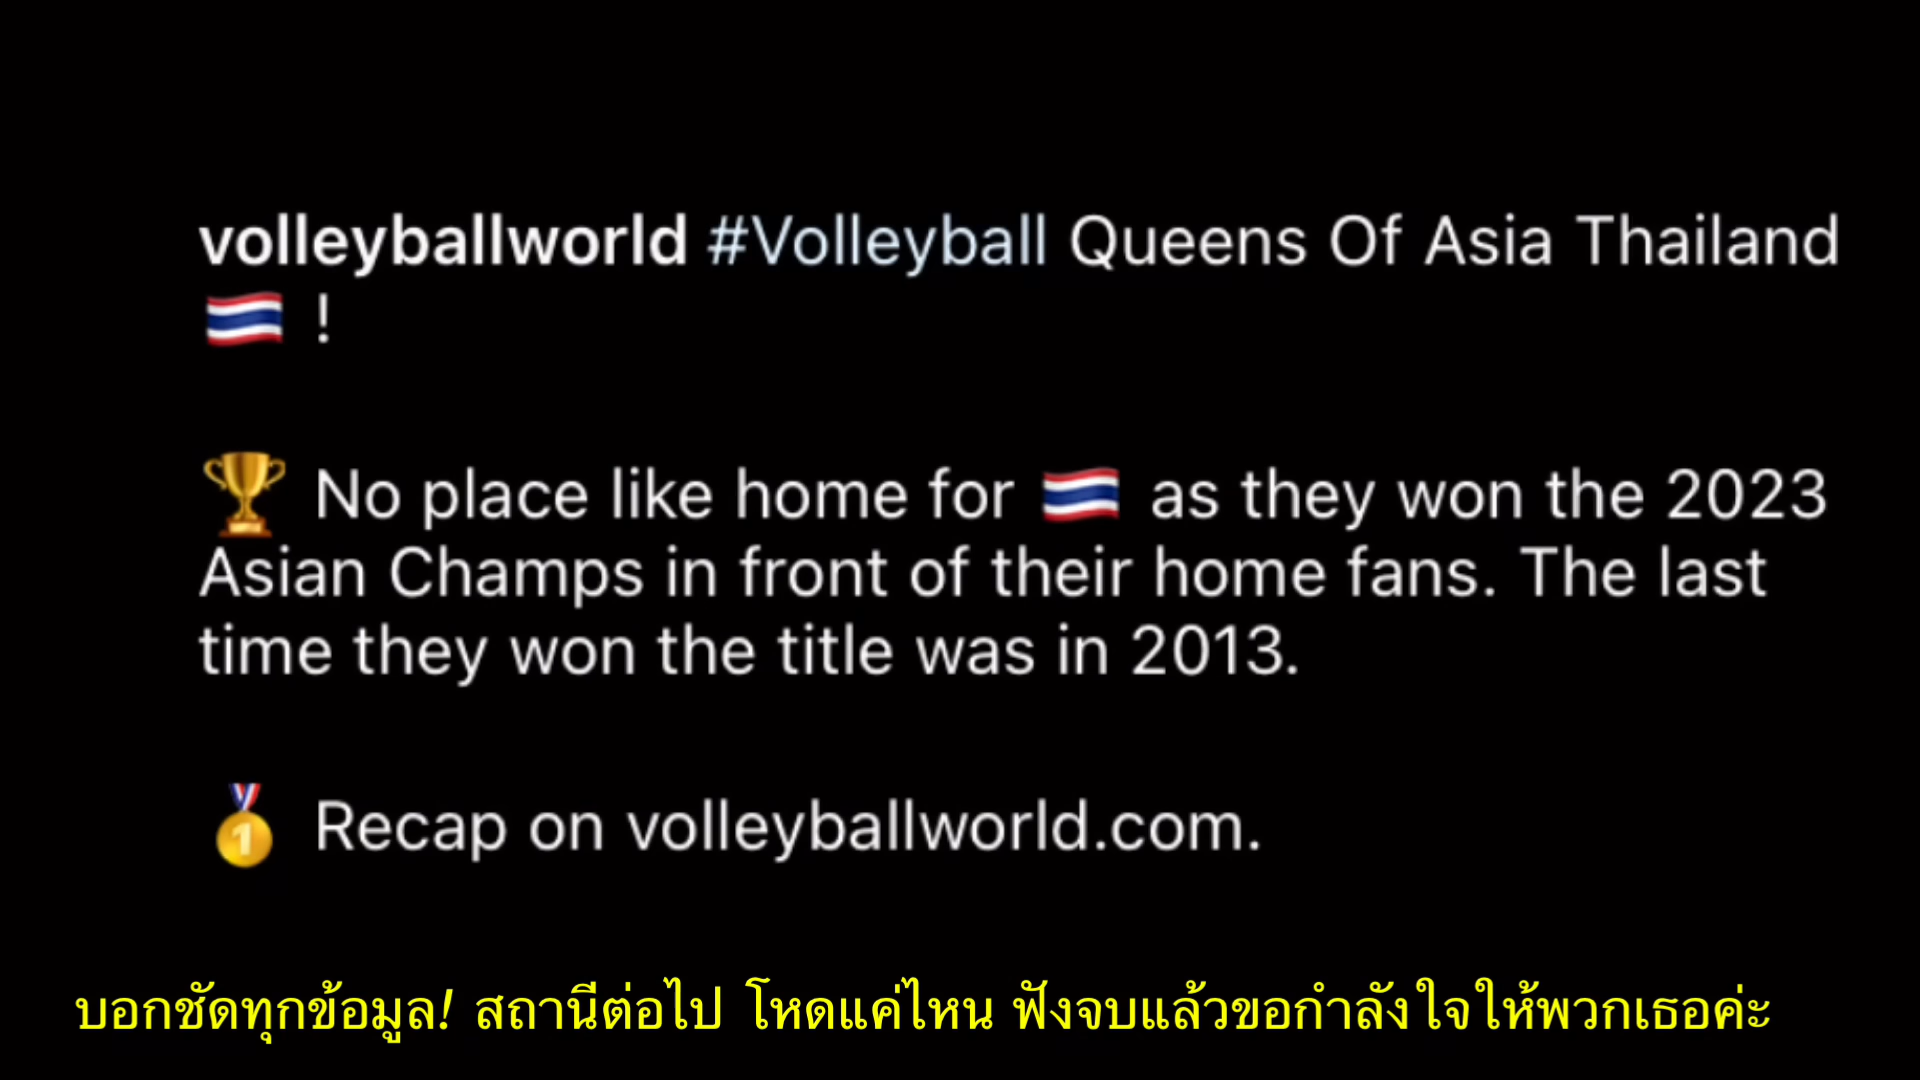 volleyballworld #Volleyball Queens Of Asia Thailand
🇹🇭 !
🏆 No place like home for 🇹🇭 as they won the 2023
Asian Champs in front of their home fans. The last
time they won the title was in 2013.
🥇 Recap on volleyballworld.com.
บอกชัดทุกข้อมูล! สถานีต่อไป โหดแค่ไหน ฟังจบแล้วขอกำลังใจให้พวกเธอค่ะ